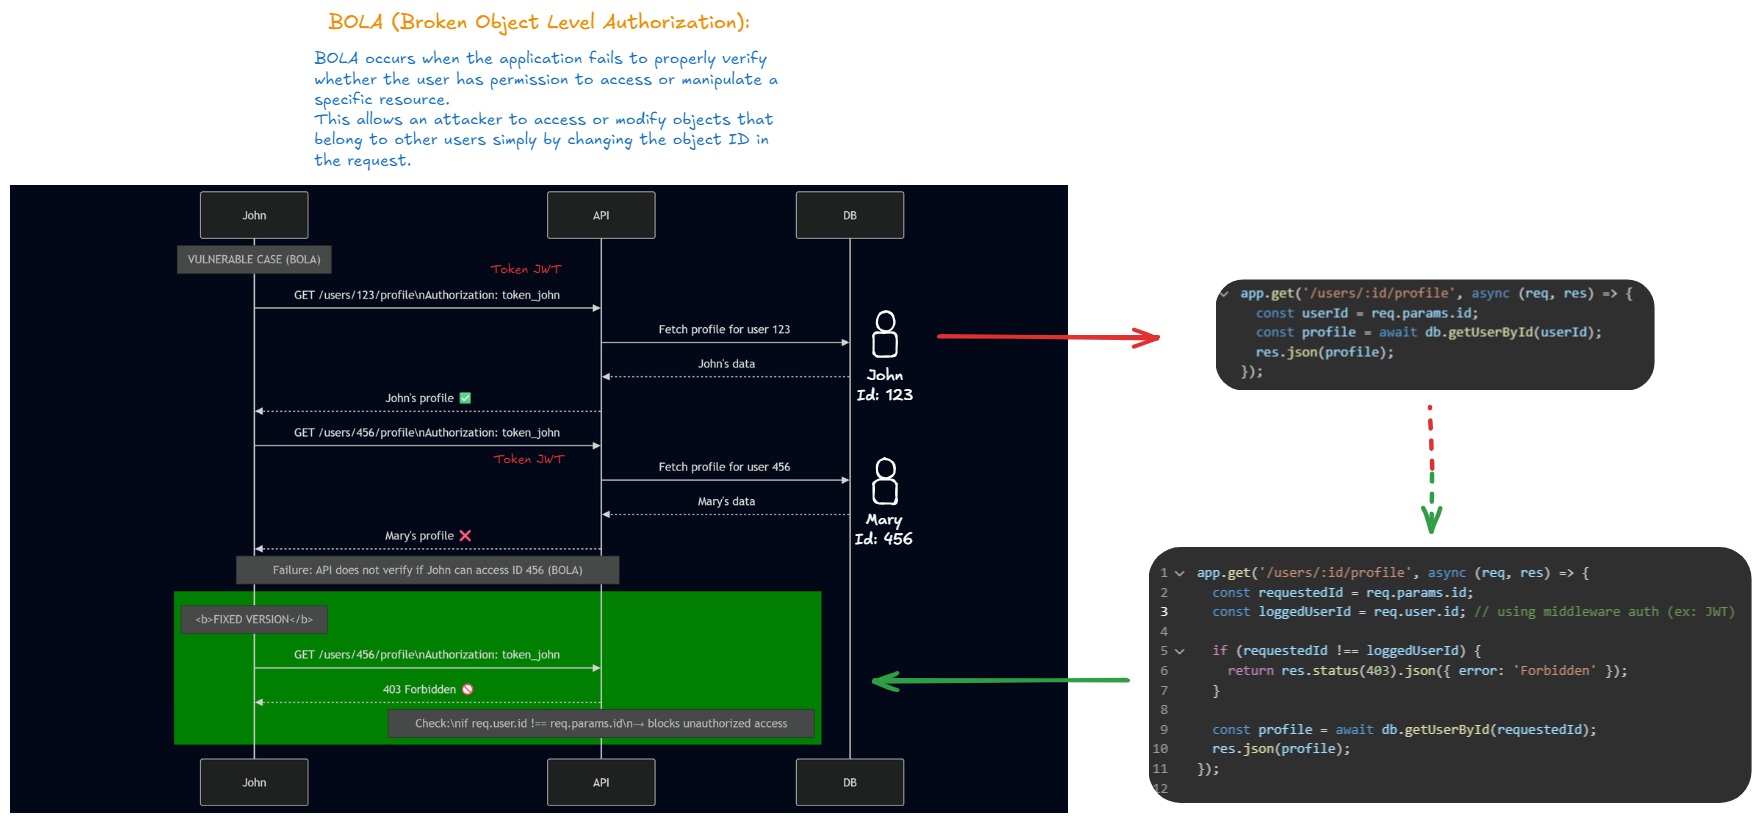 BOLA (Broken Object Level Authorization):
BOLA occurs when the application fails to properly verify
whether the user has permission to access or manipulate a
specific resource.
This allows an attacker to access or modify objects that
belong to other users simply by changing the object ID in
the request.
John
API
DB
VULNERABLE CASE (BOLA)
Token JWT
GET /users/123/profile\nAuthorization: token_john
Fetch profile for user 123
John's data
John
Id: 123
John's profile ✅
GET /users/456/profile\nAuthorization: token_john
Token JWT
Fetch profile for user 456
Mary's data
Mary
Id: 456
Mary's profile ❌
Failure: API does not verify if John can access ID 456 (BOLA)
<b>FIXED VERSION</b>
GET /users/456/profile\nAuthorization: token_john
403 Forbidden 🚫
Check:\nif req.user.id !== req.params.id\n→ blocks unauthorized access
John
API
DB
app.get('/users/:id/profile', async (req, res) => {
const userId = req.params.id;
const profile = await db.getUserById(userId);
res.json(profile);
});
1 app.get('/users/:id/profile', async (req, res) => {
2 const requestedId = req.params.id;
3 const loggedUserId = req.user.id; // using middleware auth (ex: JWT)
4
5 if (requestedId !== loggedUserId) {
6 return res.status(403).json({ error: 'Forbidden' });
7 }
8
9 const profile = await db.getUserById(requestedId);
10 res.json(profile);
11 });
12